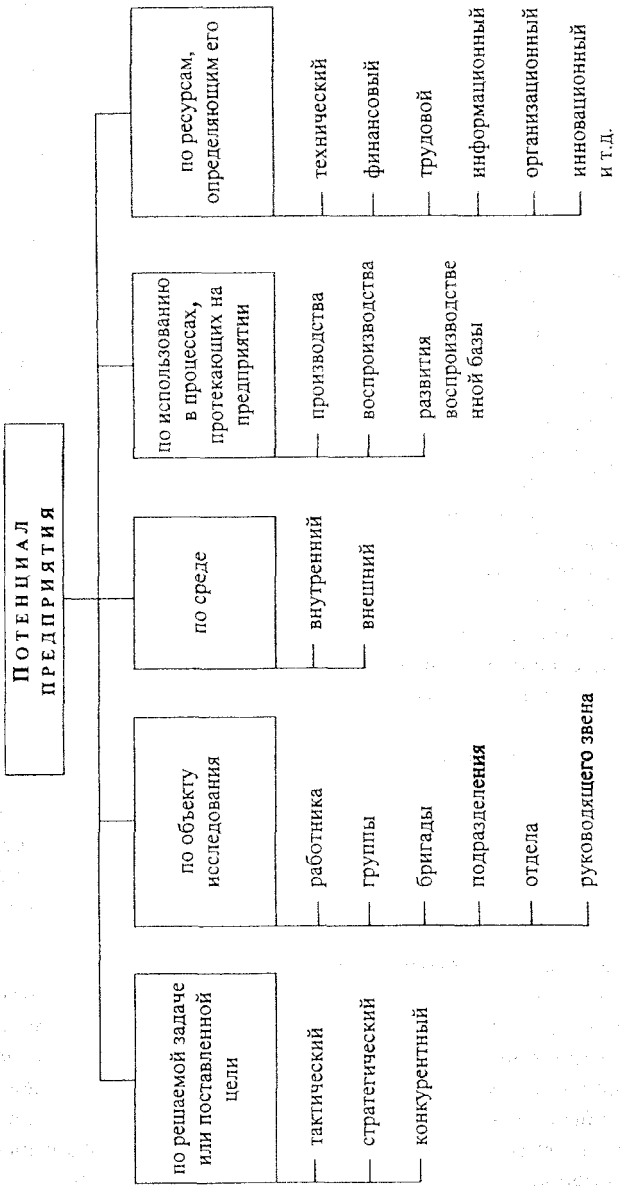 ПОТЕНЦИАЛ
ПРЕДПРИЯТИЯ
по решаемой задаче
или поставленной
цели
тактический
стратегический
конкурентный
по объекту
исследования
работника
группы
бригады
подразделения
отдела
руководящего звена
по среде
внутренний
внешний
по использованию
в процессах,
протекающих на
предприятии
производства
воспроизводства
развития
воспроизводстве
нной базы
по ресурсам,
определяющим его
технический
финансовый
трудовой
информационный
организационный
инновационный
и т.д.